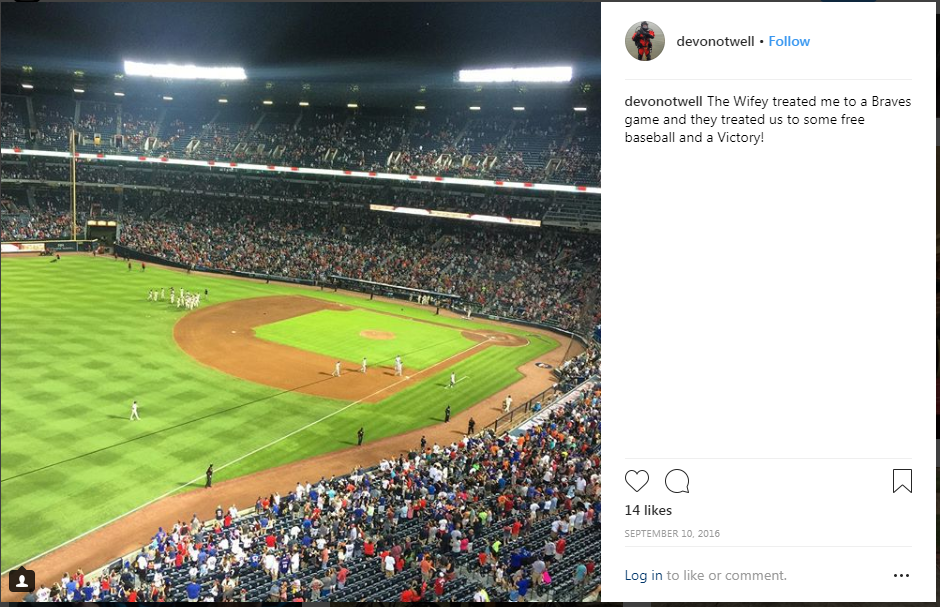 devonotwell • Follow
devonotwell The Wifey treated me to a Braves
game and they treated us to some free
baseball and a Victory!
14 likes
SEPTEMBER 10, 2016
Log in to like or comment.